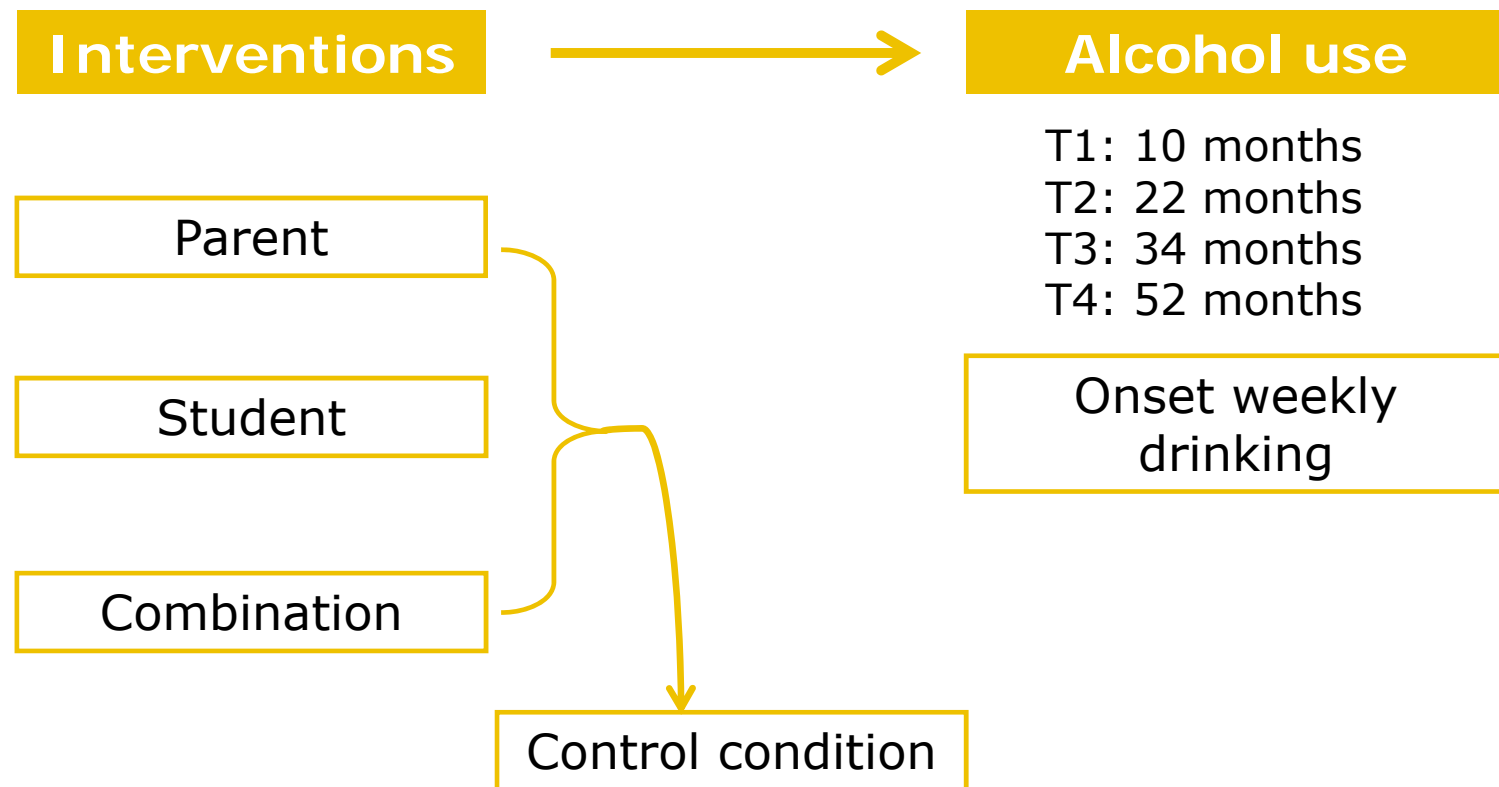 Interventions
Alcohol use
T1: 10 months
T2: 22 months
T3: 34 months
T4: 52 months
Parent
Student
Combination
Onset weekly
drinking
Control condition